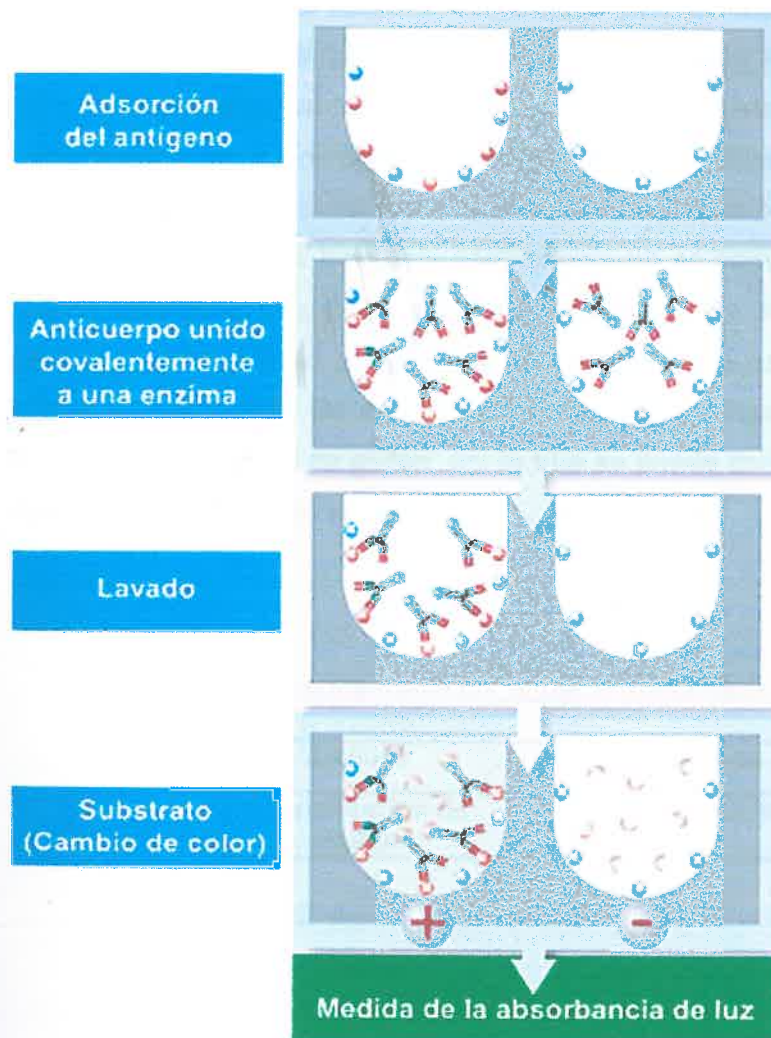 Adsorción
del antígeno
Anticuerpo unido
covalentemente
a una enzima
Lavado
Substrato
(Cambio de color)
+
-
Medida de la absorbancia de luz